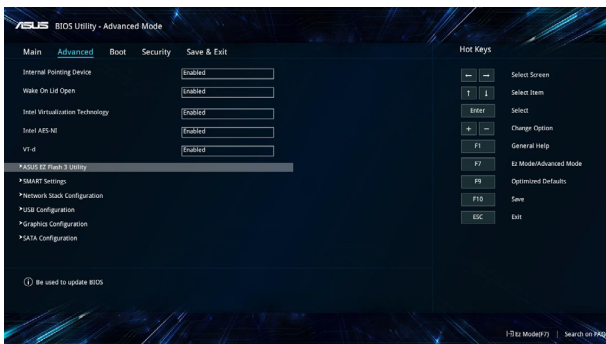 ASUS BIOS Utility - Advanced Mode
Main Advanced Boot Security Save & Exit
Hot Keys
Internal Pointing Device Enabled
Wake On Lid Open Enabled
Intel Virtualization Technology Enabled
Intel AES-NI Enabled
VT-d Enabled
ASUS EZ Flash 3 Utility
SMART Settings
Network Stack Configuration
USB Configuration
Graphics Configuration
SATA Configuration
Be used to update BIOS
← → Select Screen
↑ ↓ Select Item
Enter Select
+ − Change Option
F1 General Help
F7 Ez Mode/Advanced Mode
F9 Optimized Defaults
F10 Save
ESC Exit
Ez Mode(F7) | Search on FAQ